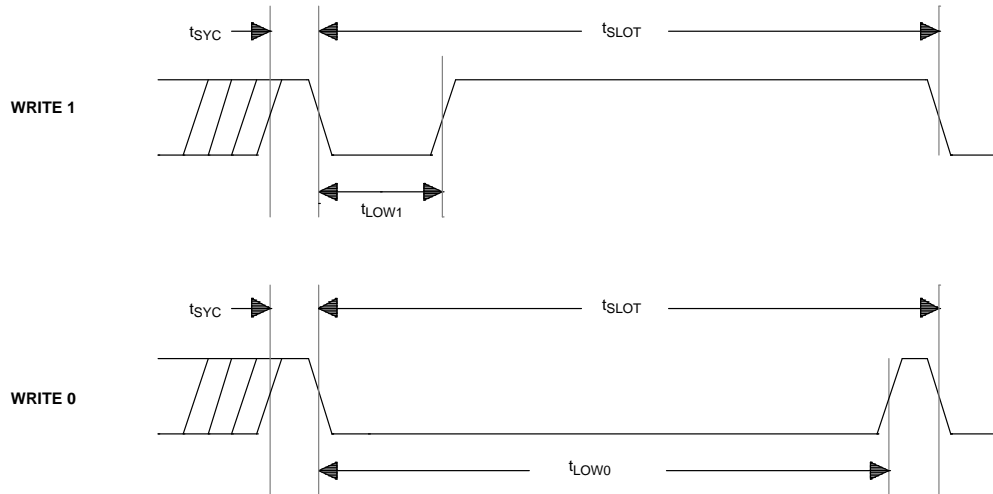 tSYC
tSLOT
WRITE 1
tLOW1
tSYC
tSLOT
WRITE 0
tLOW0